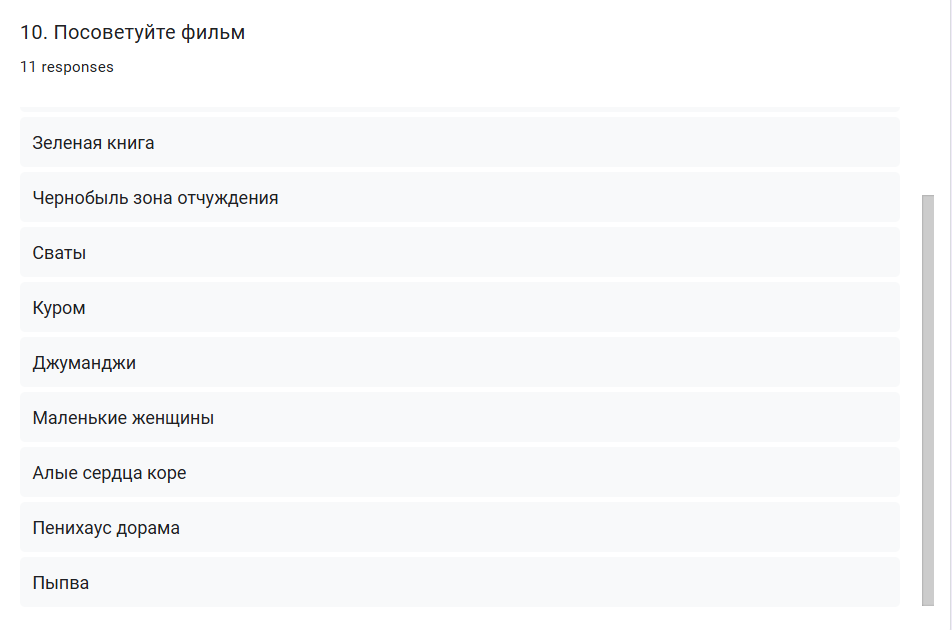 10. Посоветуйте фильм
11 responses
Зеленая книга
Чернобыль зона отчуждения
Сваты
Куром
Джуманджи
Маленькие женщины
Алые сердца коре
Пенихаус дорама
Пыпва